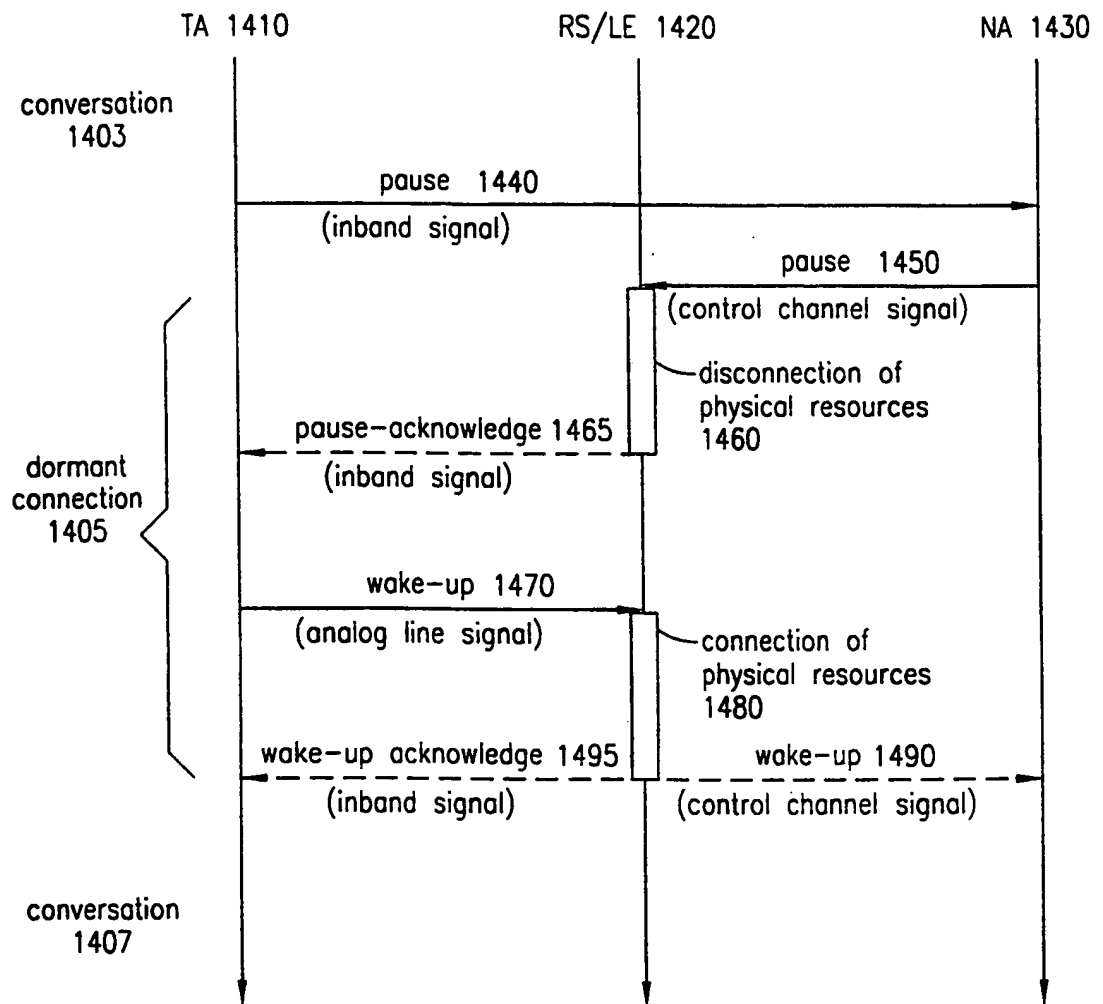 TA 1410
RS/LE 1420
NA 1430
conversation
1403
pause 1440
(inband signal)
pause 1450
(control channel signal)
disconnection of
physical resources
1460
pause-acknowledge 1465
(inband signal)
dormant
connection
1405
wake-up 1470
(analog line signal)
connection of
physical resources
1480
wake-up acknowledge 1495
(inband signal)
wake-up 1490
(control channel signal)
conversation
1407